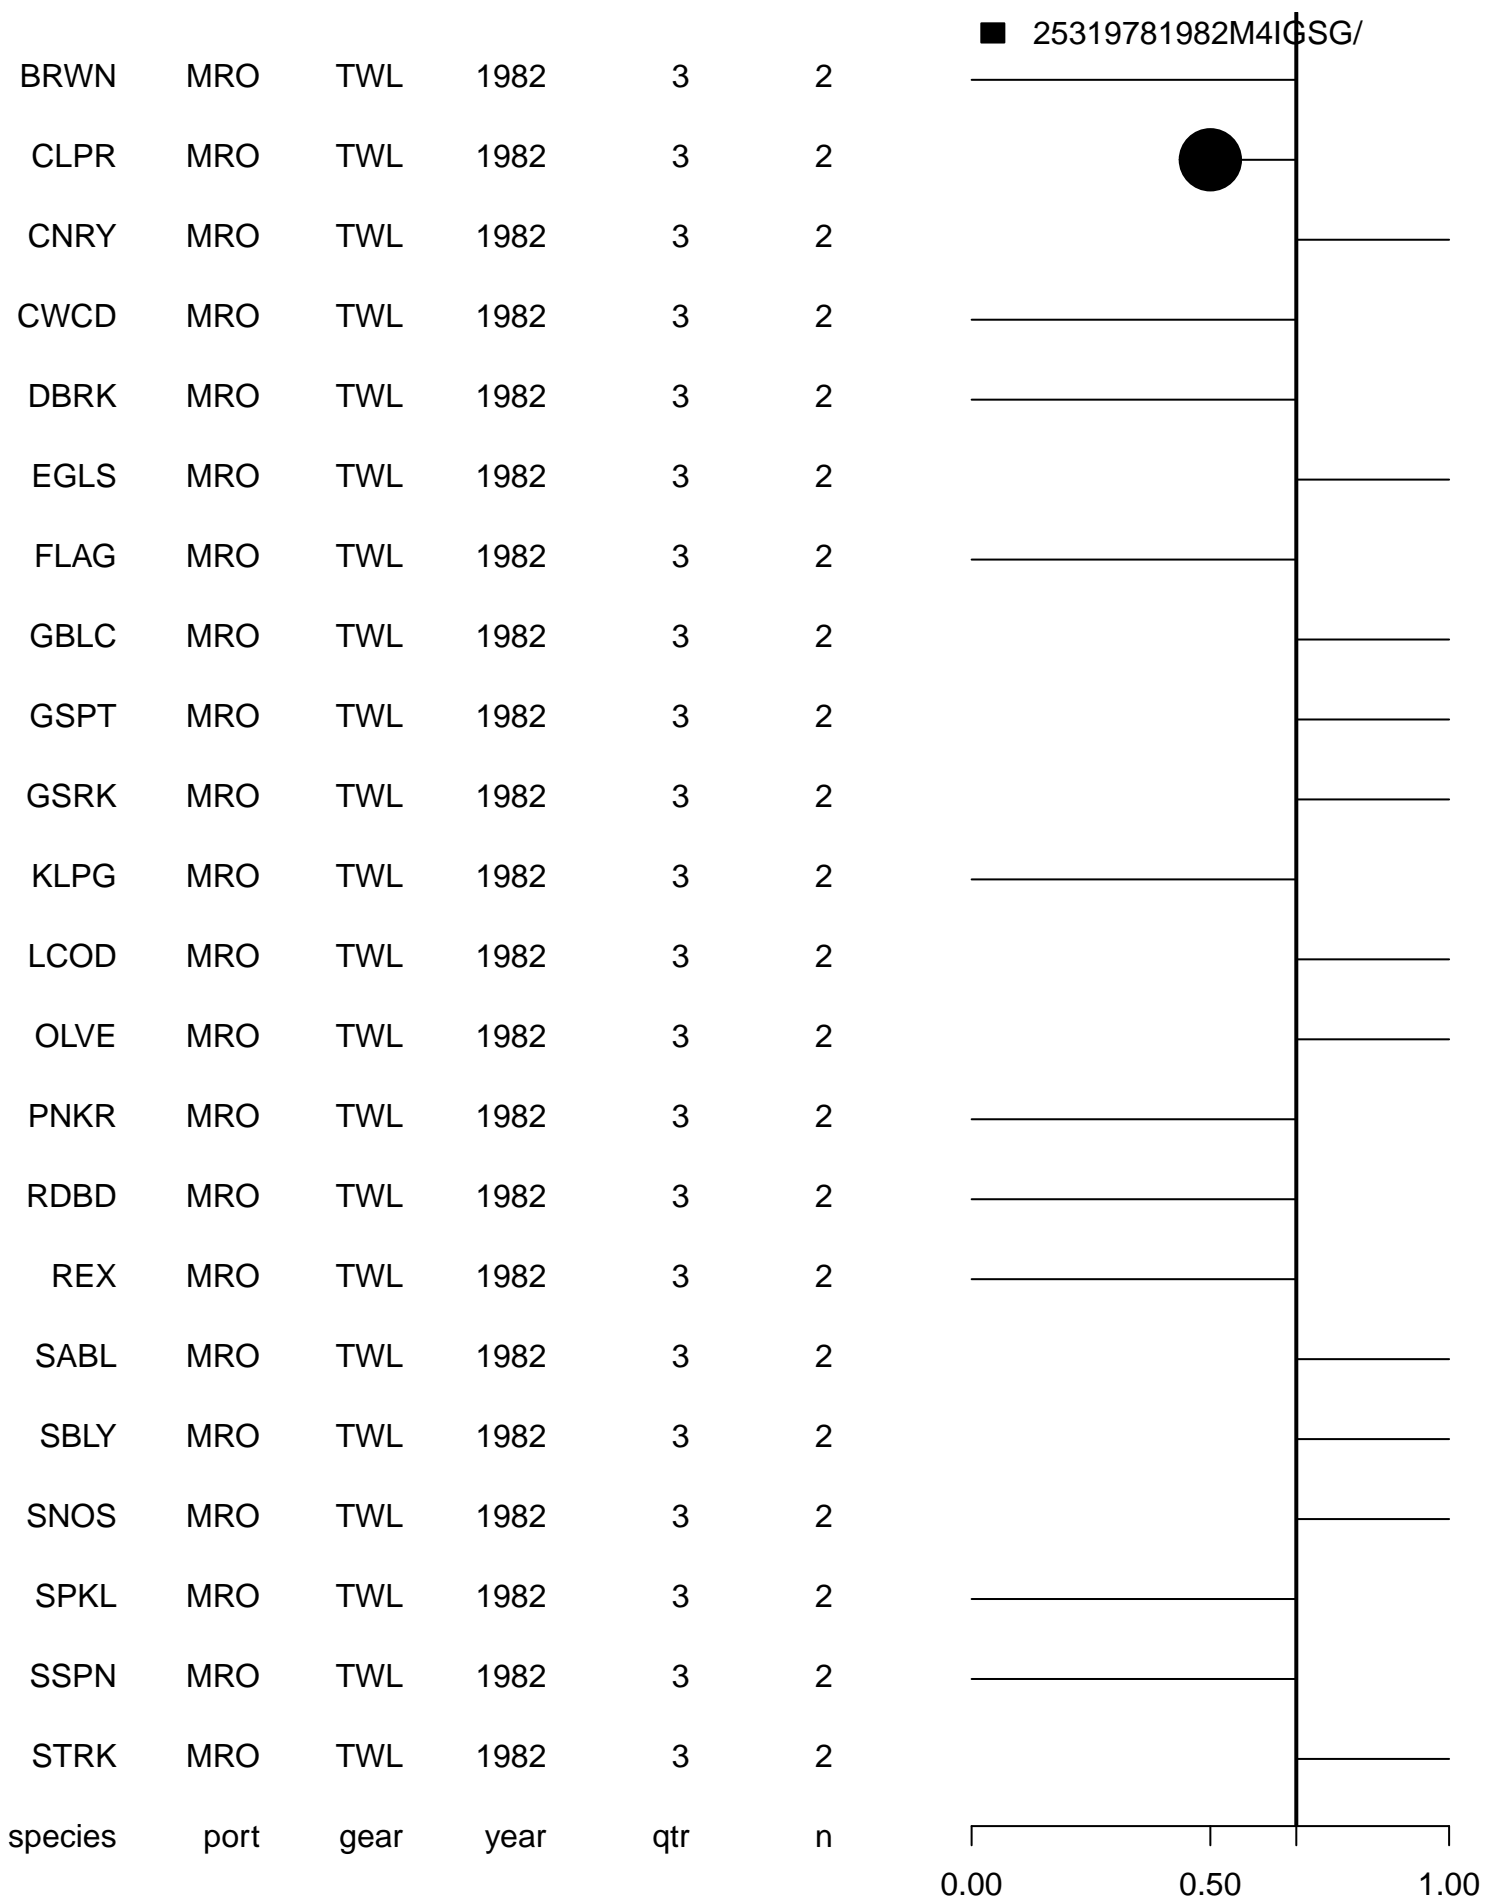 25319781982M4IGSG/
BRWN MRO TWL 1982 3 2
CLPR MRO TWL 1982 3 2
CNRY MRO TWL 1982 3 2
CWCD MRO TWL 1982 3 2
DBRK MRO TWL 1982 3 2
EGLS MRO TWL 1982 3 2
FLAG MRO TWL 1982 3 2
GBLC MRO TWL 1982 3 2
GSPT MRO TWL 1982 3 2
GSRK MRO TWL 1982 3 2
KLPG MRO TWL 1982 3 2
LCOD MRO TWL 1982 3 2
OLVE MRO TWL 1982 3 2
PNKR MRO TWL 1982 3 2
RDBD MRO TWL 1982 3 2
REX MRO TWL 1982 3 2
SABL MRO TWL 1982 3 2
SBLY MRO TWL 1982 3 2
SNOS MRO TWL 1982 3 2
SPKL MRO TWL 1982 3 2
SSPN MRO TWL 1982 3 2
STRK MRO TWL 1982 3 2
species port gear year qtr n
0.00 0.50 1.00